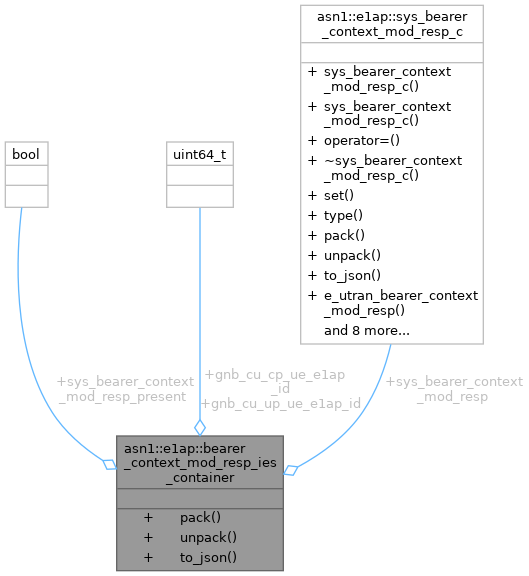 asn1::e1ap::sys_bearer
_context_mod_resp_c
+ sys_bearer_context
_mod_resp_c()
+ sys_bearer_context
_mod_resp_c()
+ operator=()
+ ~sys_bearer_context
_mod_resp_c()
+ set()
+ type()
+ pack()
+ unpack()
+ to_json()
+ e_utran_bearer_context
_mod_resp()
and 8 more...
bool
uint64_t
+sys_bearer_context
_mod_resp_present
+gnb_cu_cp_ue_e1ap
_id
+gnb_cu_up_ue_e1ap_id
+sys_bearer_context
_mod_resp
asn1::e1ap::bearer
_context_mod_resp_ies
_container
+ pack()
+ unpack()
+ to_json()